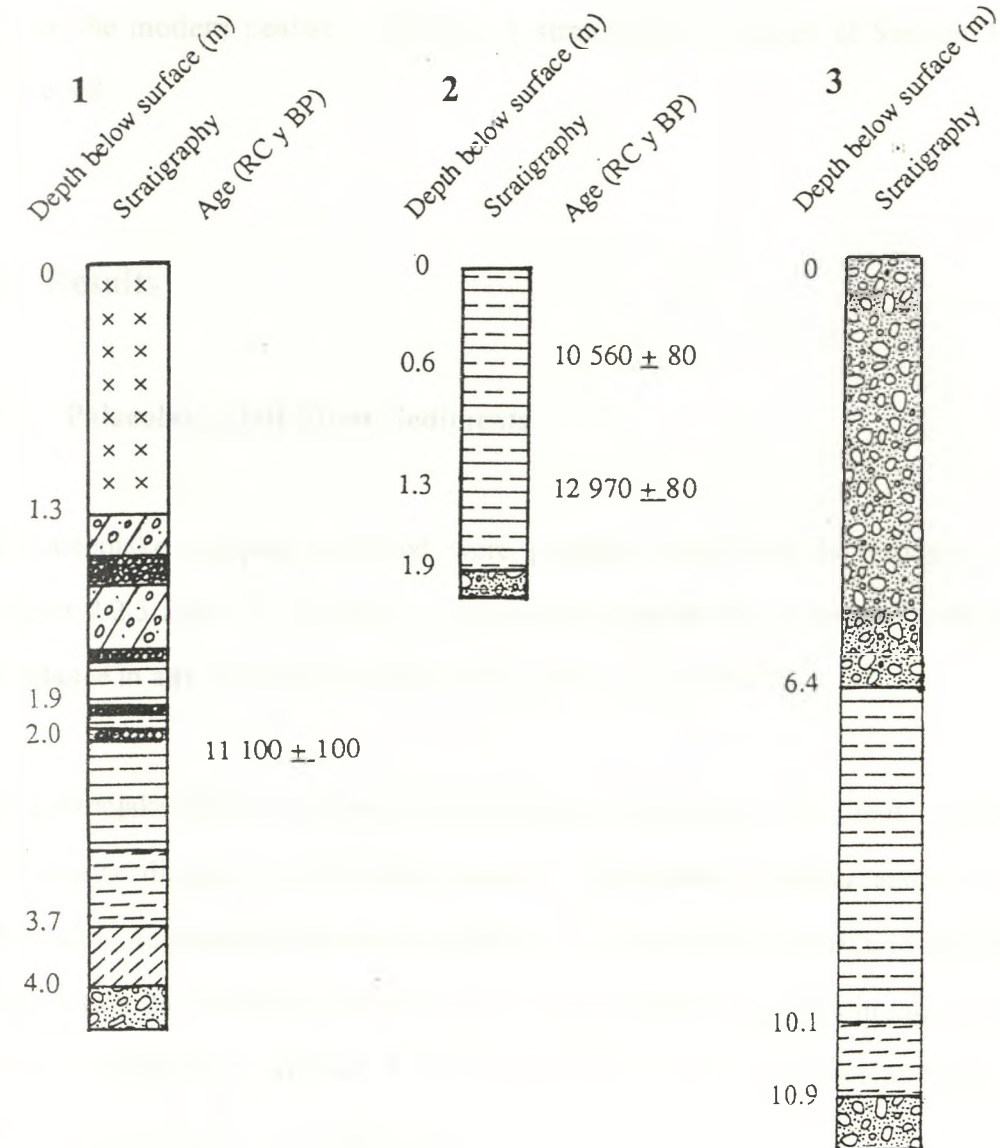 1
Depth below surface (m)
Stratigraphy
Age (RC y BP)
0
1.3
1.9
2.0
11 100 ± 100
3.7
4.0
2
Depth below surface (m)
Stratigraphy
Age (RC y BP)
0
0.6
10 560 ± 80
1.3
12 970 ± 80
1.9
3
Depth below surface (m)
Stratigraphy
0
6.4
10.1
10.9